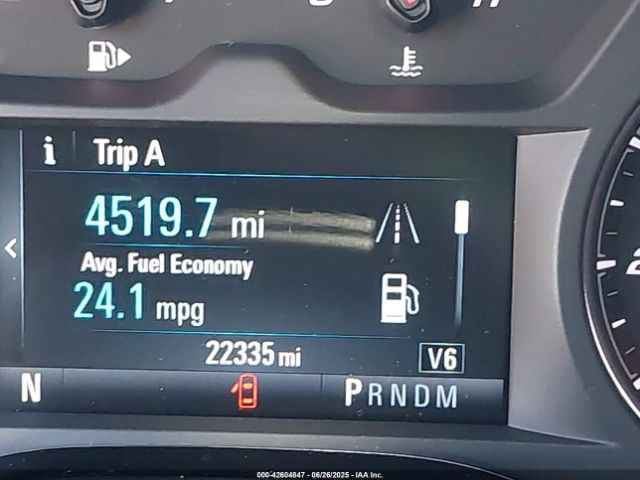 i Trip A
4519.7 mi
Avg. Fuel Economy
24.1 mpg
22335 mi V6
N PRNDM
000-42604847 - 06/26/2025 - IAA Inc.